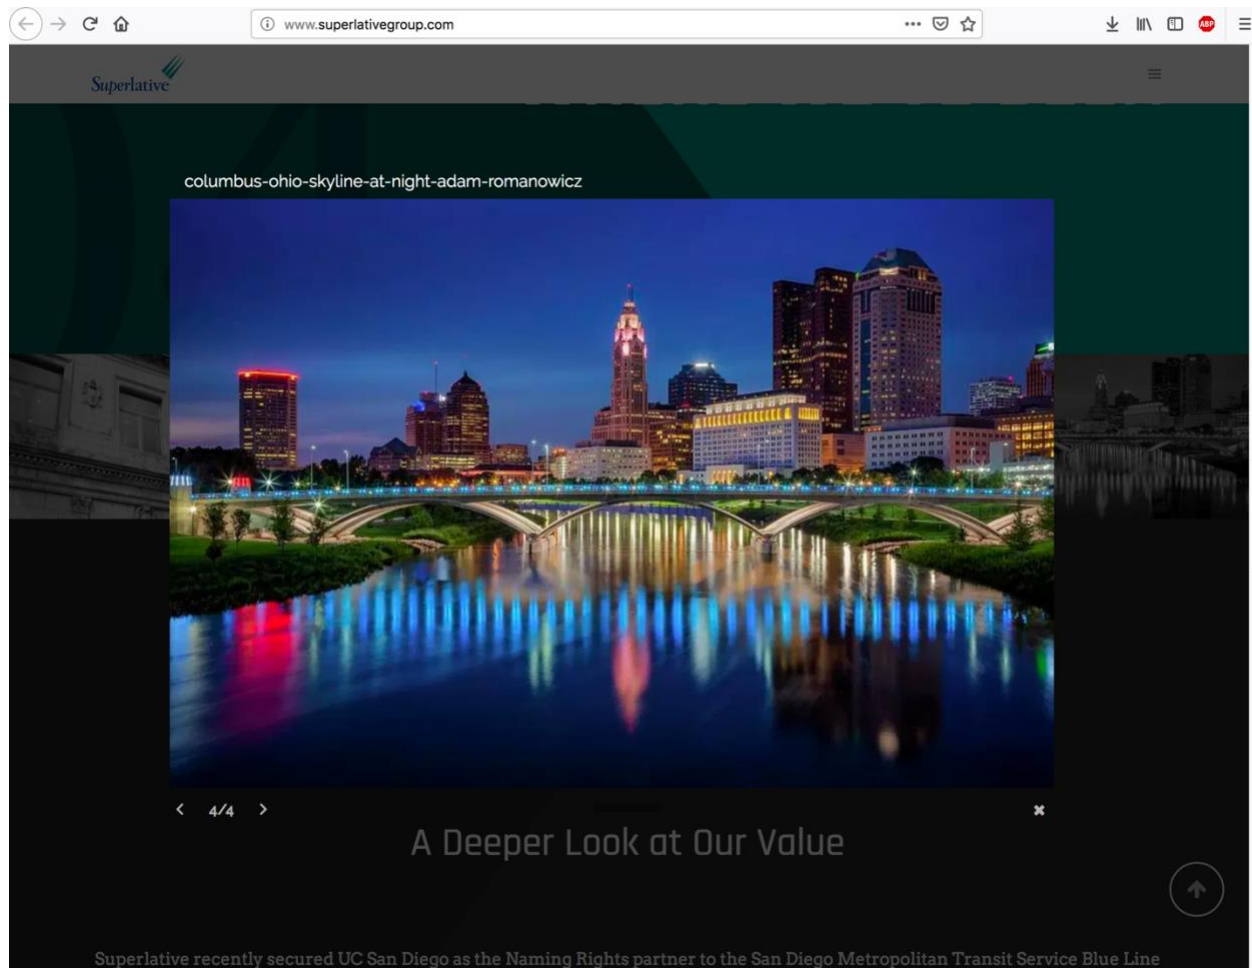 www.superlativegroup.com
ABP
Superlative
columbus-ohio-skyline-at-night-adam-romanowicz
4/4
A Deeper Look at Our Value
Superlative recently secured UC San Diego as the Naming Rights partner to the San Diego Metropolitan Transit Service Blue Line